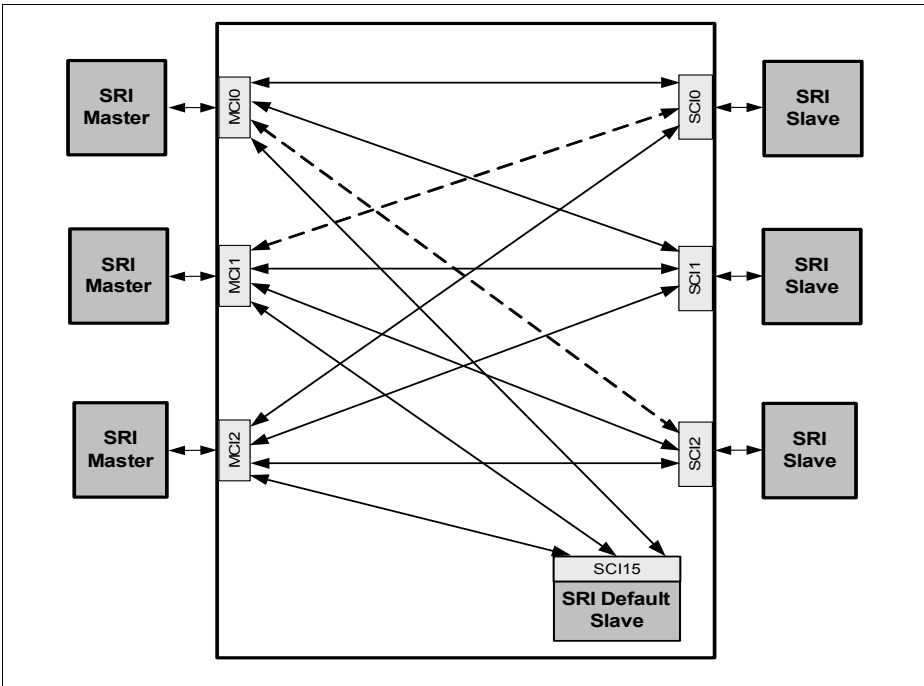 SRI
Master
MCI0
SCI0
SRI
Slave
SRI
Master
MCI1
SCI1
SRI
Slave
SRI
Master
MCI2
SCI2
SRI
Slave
SCI15
SRI Default
Slave